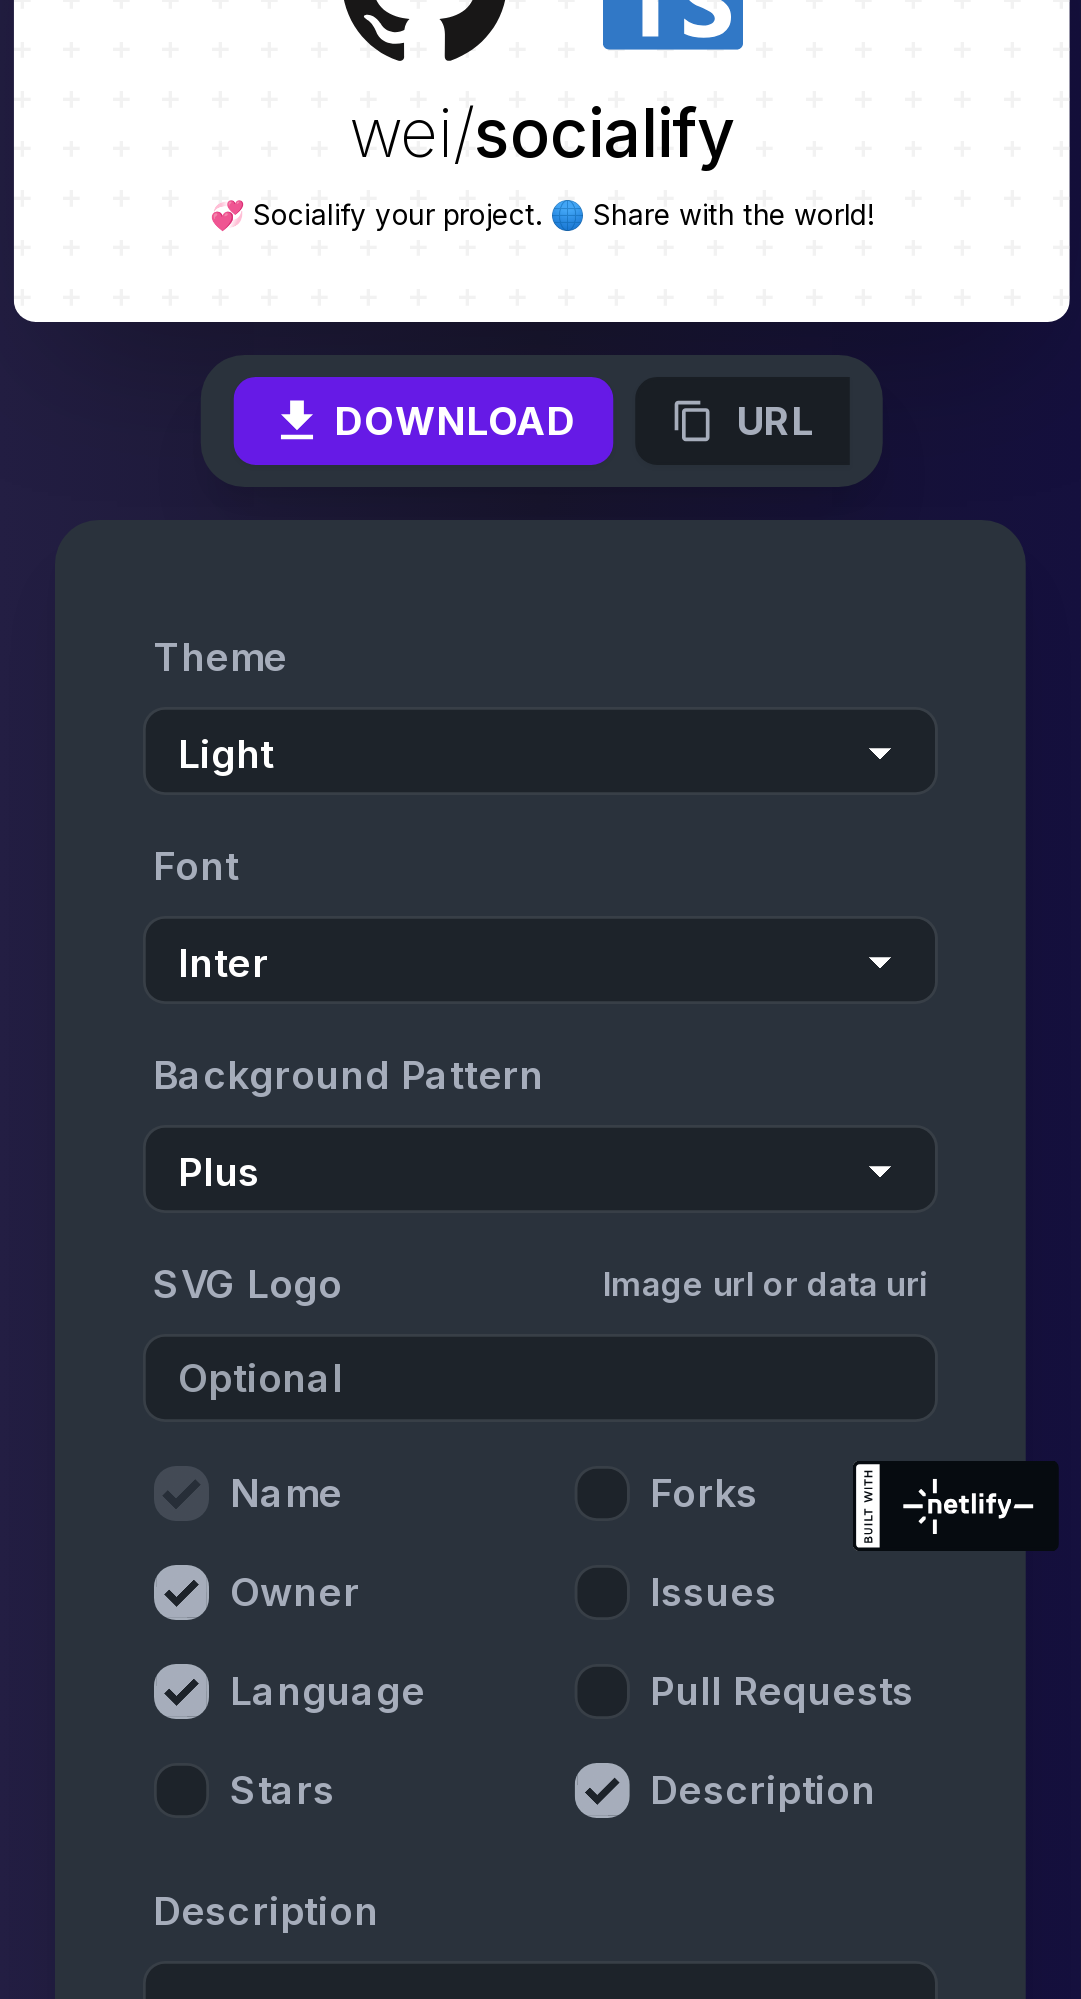 TS
wei/socialify
💞 Socialify your project. 🌐 Share with the world!
DOWNLOAD
URL
Theme
Light
Font
Inter
Background Pattern
Plus
SVG Logo
Image url or data uri
Optional
Name
Forks
BUILT WITH
netlify
Owner
Issues
Language
Pull Requests
Stars
Description
Description